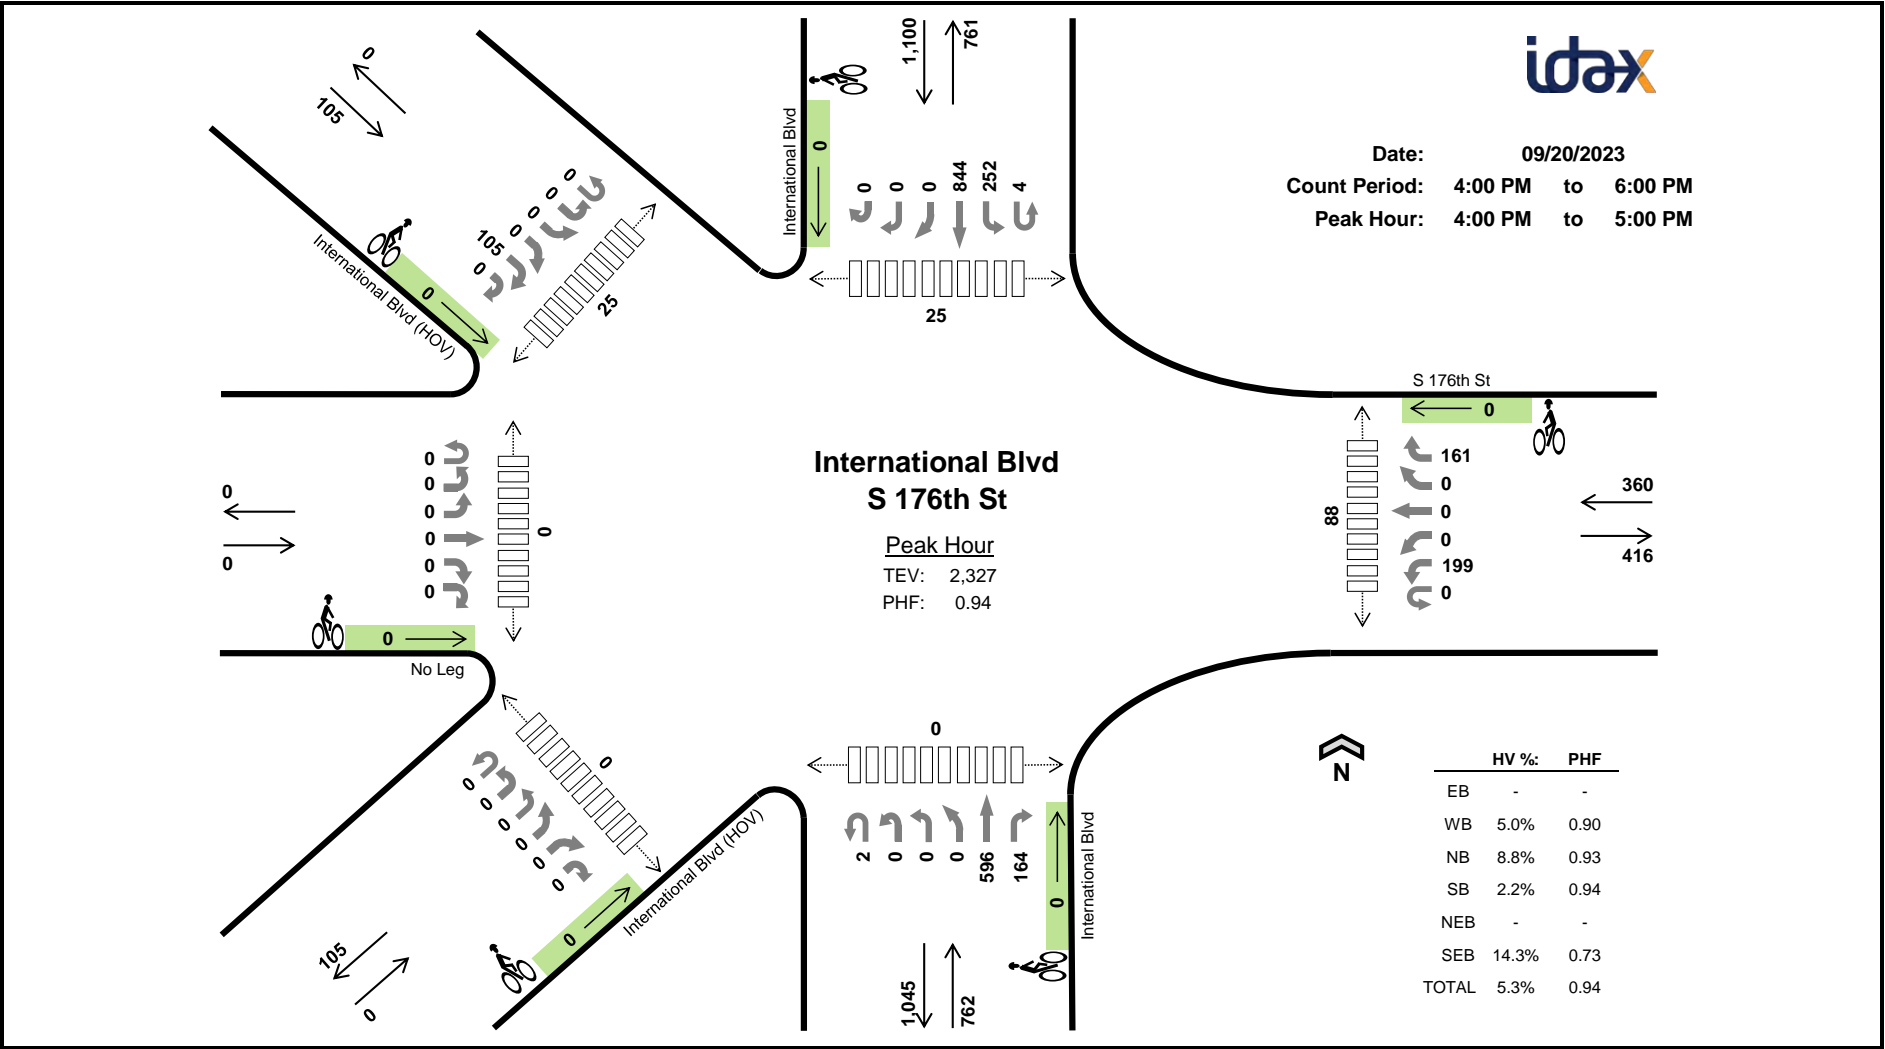 idax
Date: 09/20/2023
Count Period: 4:00 PM to 6:00 PM
Peak Hour: 4:00 PM to 5:00 PM
0
105
0
0
0
0
105
0
0
International Blvd (HOV)
25
1,100
761
International Blvd
0
0
0
0
844
252
4
25
S 176th St
0
161
0
0
0
199
0
88
360
416
0
0
0
0
0
0
0
0
0
0
No Leg
International Blvd
S 176th St
Peak Hour
TEV: 2,327
PHF: 0.94
0
0
0
0
0
0
0
0
International Blvd (HOV)
105
0
0
2
0
0
0
596
164
0
International Blvd
1,045
762
N
HV %: PHF
EB - -
WB 5.0% 0.90
NB 8.8% 0.93
SB 2.2% 0.94
NEB - -
SEB 14.3% 0.73
TOTAL 5.3% 0.94